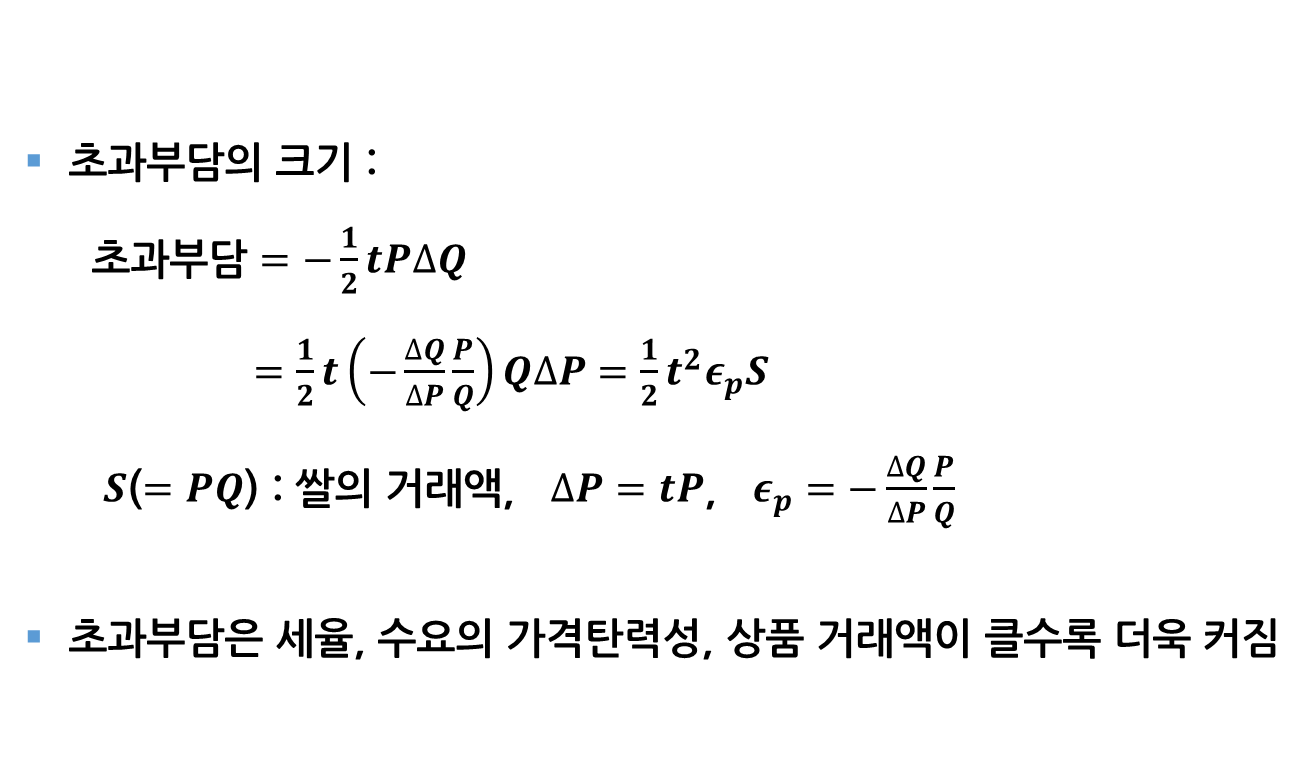 ▪ 초과부담의 크기 :
초과부담 = −½tPΔQ
= ½t(−ΔQ/ΔP P/Q)QΔP = ½t²ϵₚS
S(= PQ) : 쌀의 거래액, ΔP = tP, ϵₚ = −ΔQ/ΔP P/Q
▪ 초과부담은 세율, 수요의 가격탄력성, 상품 거래액이 클수록 더욱 커짐